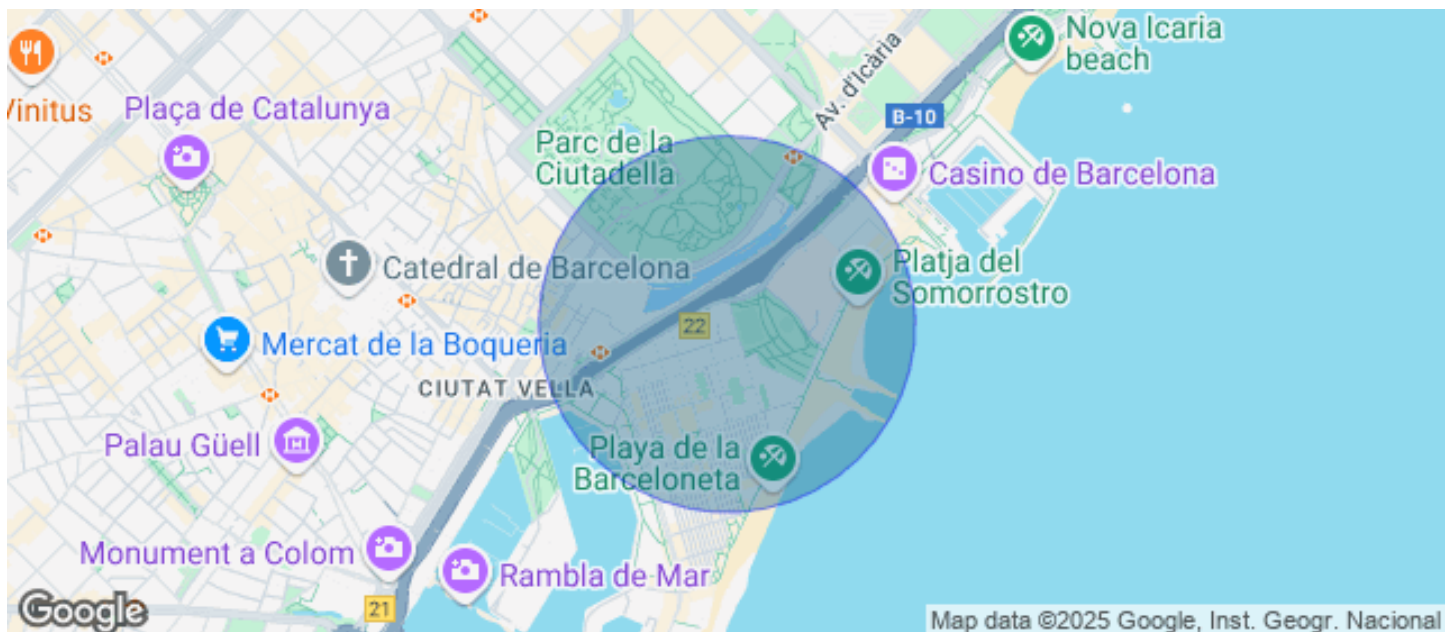 Nova Icaria
beach
Av. d'Icària
Vinitus
Plaça de Catalunya
B-10
Parc de la
Ciutadella
Casino de Barcelona
Catedral de Barcelona
Platja del
Somorrostro
22
Mercat de la Boqueria
CIUTAT VELLA
Palau Güell
Playa de la
Barceloneta
Monument a Colom
Rambla de Mar
21
Google
Map data ©2025 Google, Inst. Geogr. Nacional